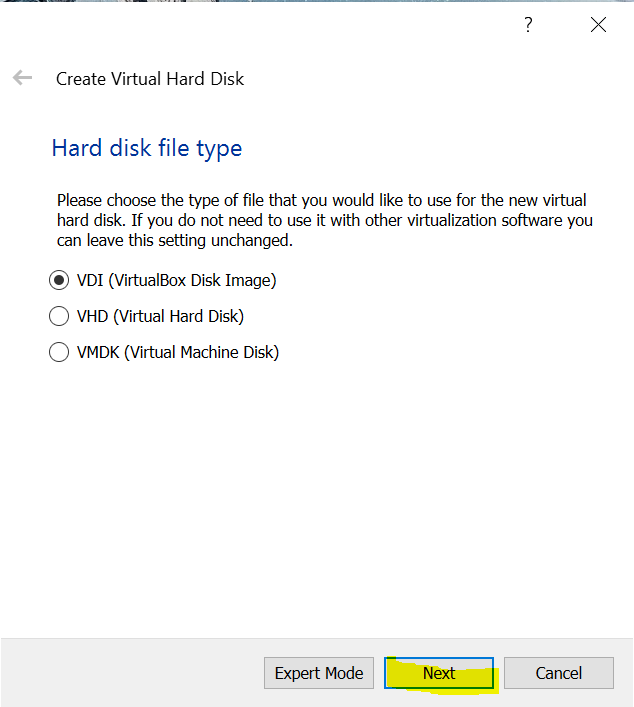 ?
Create Virtual Hard Disk
Hard disk file type
Please choose the type of file that you would like to use for the new virtual
hard disk. If you do not need to use it with other virtualization software you
can leave this setting unchanged.
VDI (VirtualBox Disk Image)
VHD (Virtual Hard Disk)
VMDK (Virtual Machine Disk)
Expert Mode Next Cancel